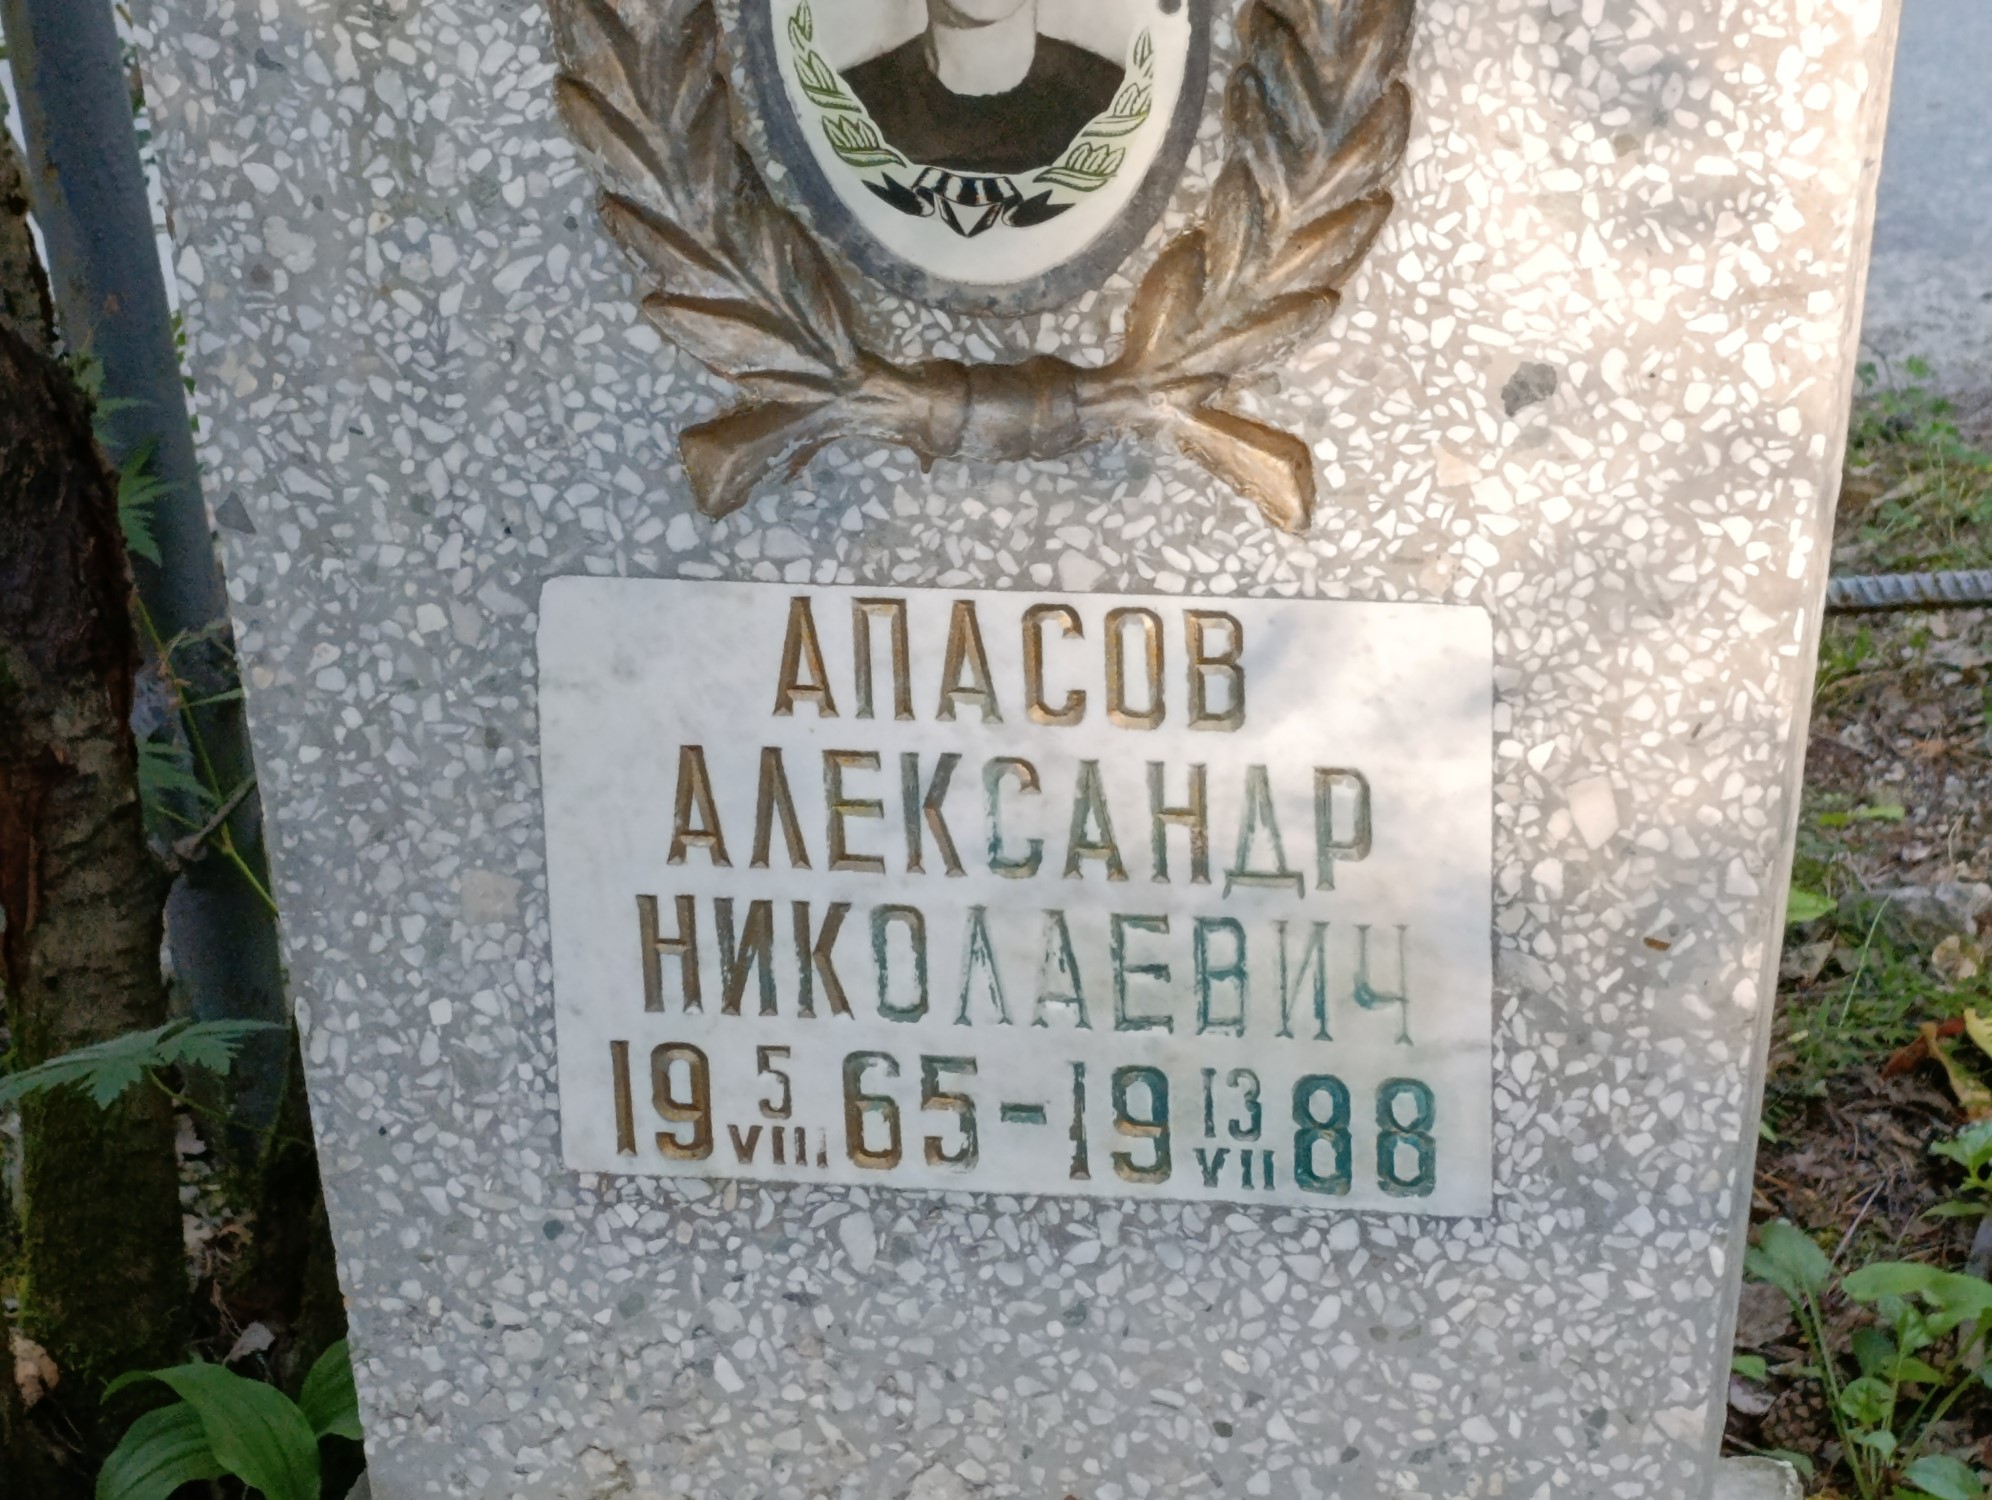 АПАСОВ
АЛЕКСАНДР
НИКОЛАЕВИЧ
19 5 VIII 65 - 19 13 VII 88